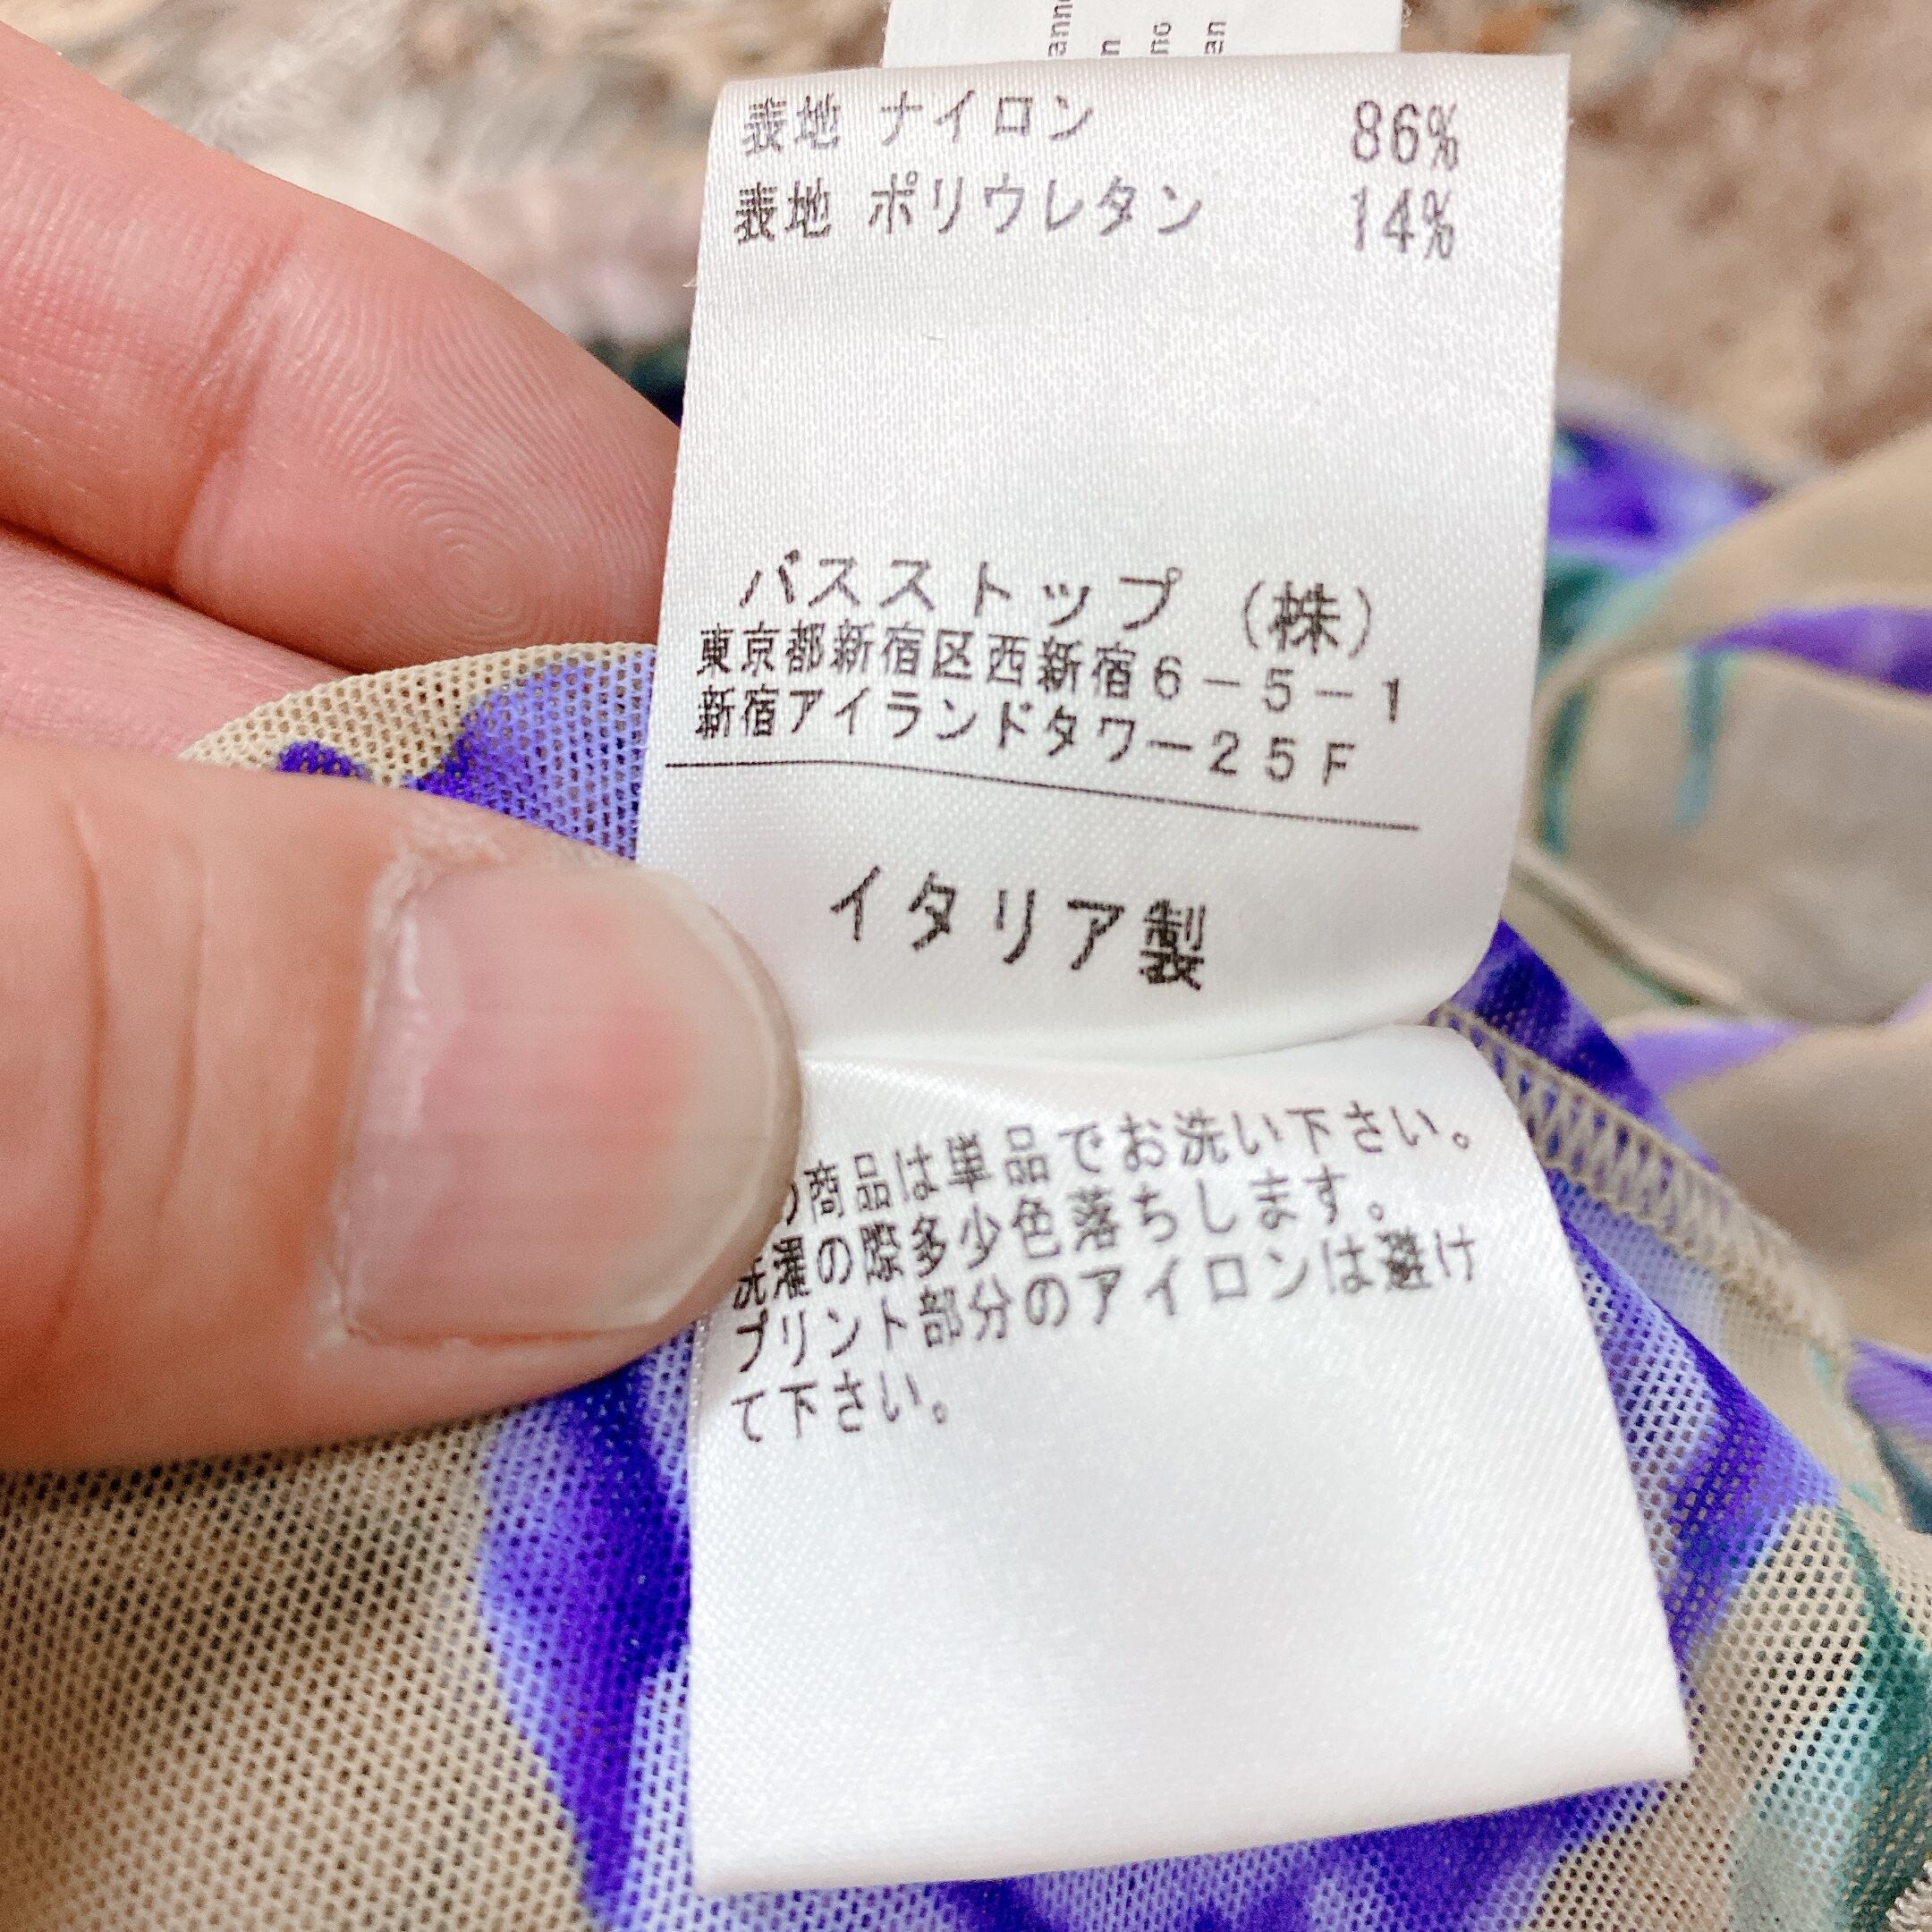 表地 ナイロン 86%
表地 ポリウレタン 14%
バスストップ (株)
東京都新宿区西新宿6-5-1
新宿アイランドタワー25F
イタリア製
の商品は単品でお洗い下さい。
洗濯の際多少色落ちします。
プリント部分のアイロンは避け
て下さい。